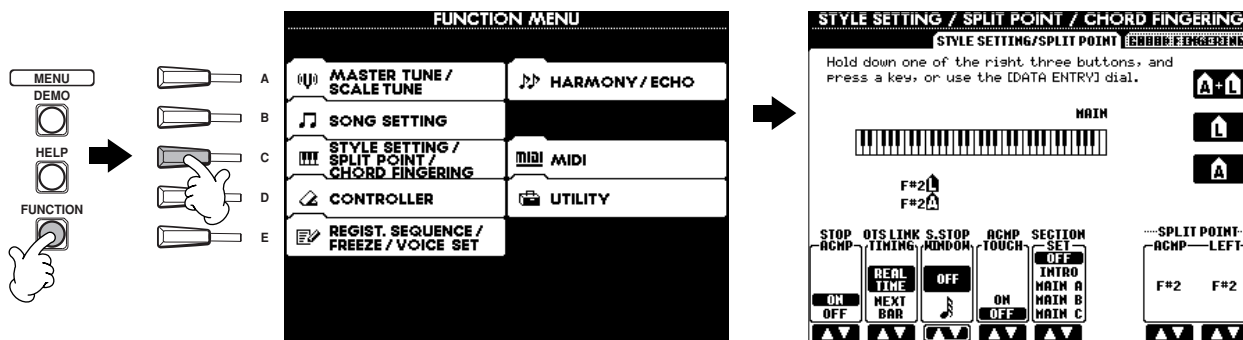 MENU
DEMO
HELP
FUNCTION
A
B
C
D
E
FUNCTION MENU
MASTER TUNE /
SCALE TUNE
HARMONY / ECHO
SONG SETTING
STYLE SETTING /
SPLIT POINT /
CHORD FINGERING
MIDI MIDI
CONTROLLER
UTILITY
REGIST. SEQUENCE /
FREEZE / VOICE SET
STYLE SETTING / SPLIT POINT / CHORD FINGERING
STYLE SETTING/SPLIT POINT CHORD FINGERING
Hold down one of the right three buttons, and
press a key, or use the [DATA ENTRY] dial.
A+L
MAIN
L
A
F#2 L
F#2 A
STOP ACMP
ON
OFF
OTS LINK TIMING
REAL TIME
NEXT BAR
S.STOP WINDOW
OFF
ACMP TOUCH
ON
OFF
SECTION SET
OFF
INTRO
MAIN A
MAIN B
MAIN C
SPLIT POINT
ACMP LEFT
F#2 F#2